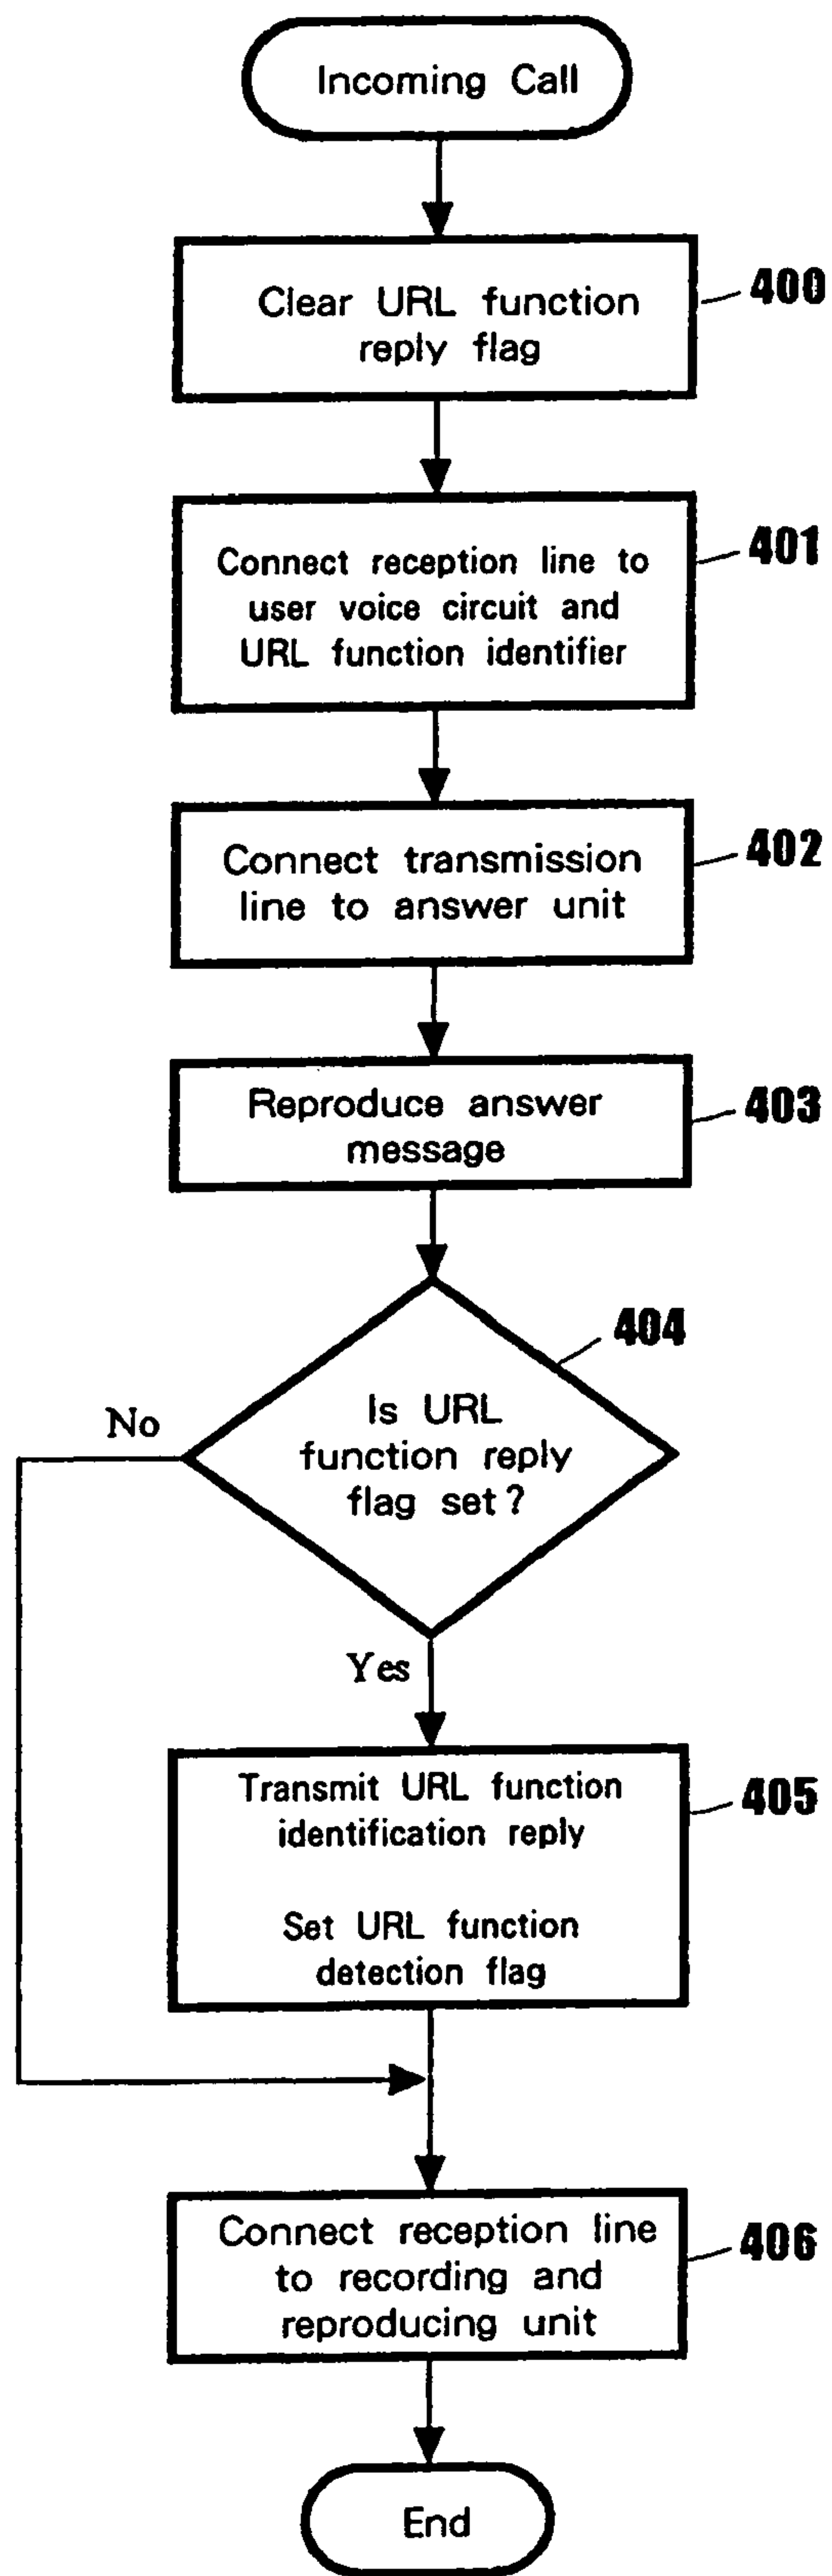 Incoming Call
Clear URL function
reply flag
400
Connect reception line to
user voice circuit and
URL function identifier
401
Connect transmission
line to answer unit
402
Reproduce answer
message
403
404
Is URL
function reply
flag set?
No
Yes
Transmit URL function
identification reply
Set URL function
detection flag
405
Connect reception line
to recording and
reproducing unit
406
End